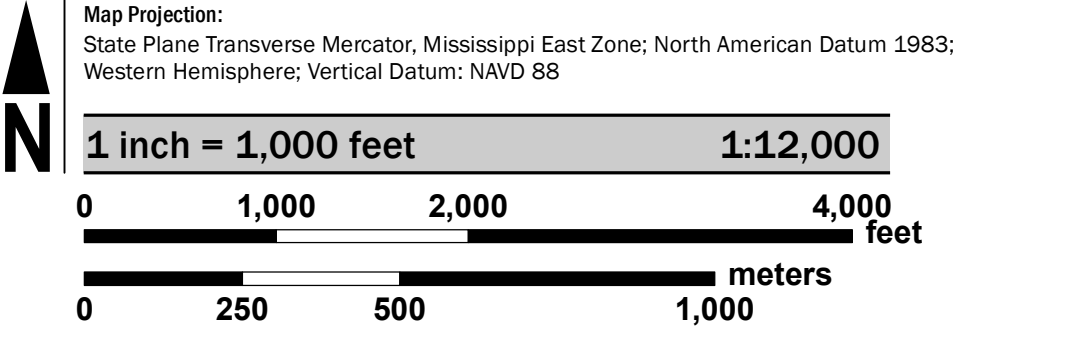 N
Map Projection:
State Plane Transverse Mercator, Mississippi East Zone; North American Datum 1983;
Western Hemisphere; Vertical Datum: NAVD 88
1 inch = 1,000 feet 1:12,000
0 1,000 2,000 4,000
feet
meters
0 250 500 1,000